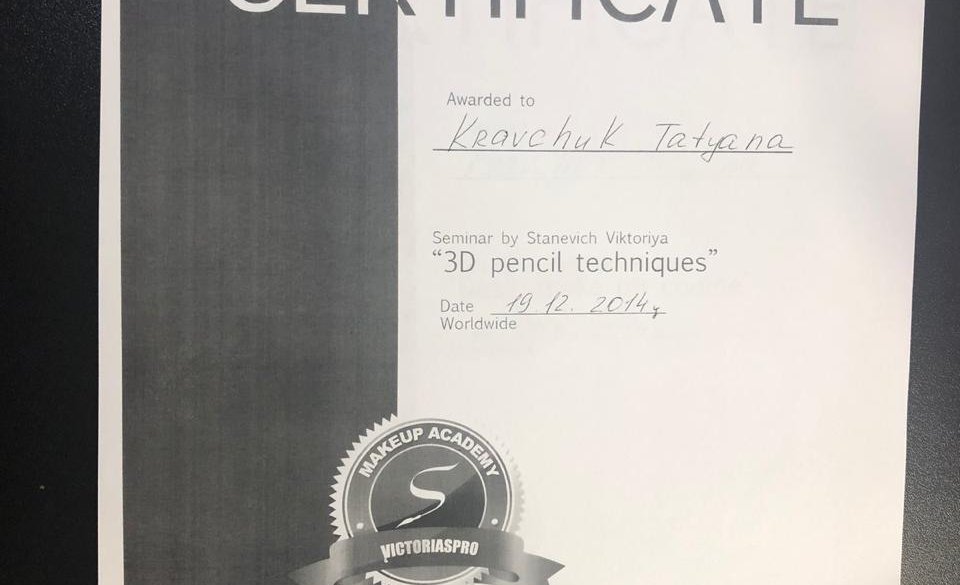 CERTIFICATE
Awarded to
Kravchuk Tatyana
Seminar by Stanevich Viktoriya
“3D pencil techniques”
Date 19.12.2014г
Worldwide
MAKEUP ACADEMY
VICTORIASPRO